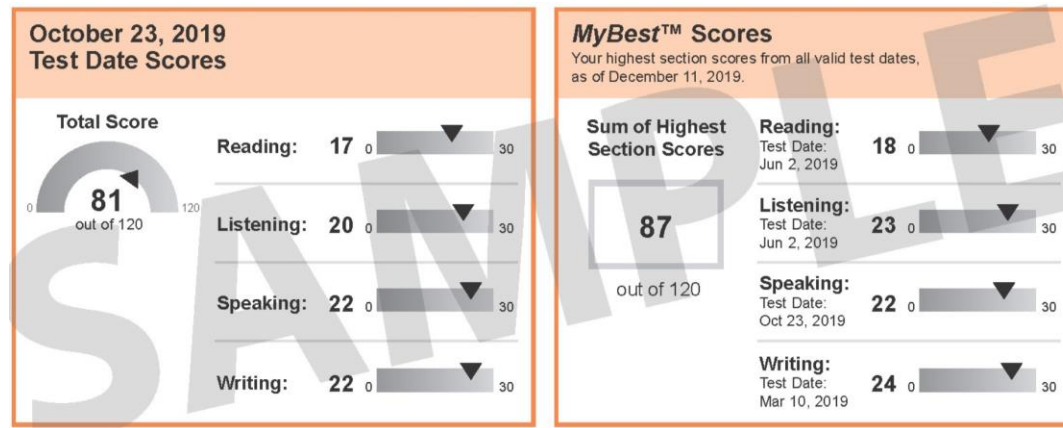 October 23, 2019
Test Date Scores
Total Score
0
81
120
out of 120
Reading: 17 0 30
Listening: 20 0 30
Speaking: 22 0 30
Writing: 22 0 30
MyBest™ Scores
Your highest section scores from all valid test dates,
as of December 11, 2019.
Sum of Highest
Section Scores
87
out of 120
Reading:
Test Date:
Jun 2, 2019
18 0 30
Listening:
Test Date:
Jun 2, 2019
23 0 30
Speaking:
Test Date:
Oct 23, 2019
22 0 30
Writing:
Test Date:
Mar 10, 2019
24 0 30
SAMPLE